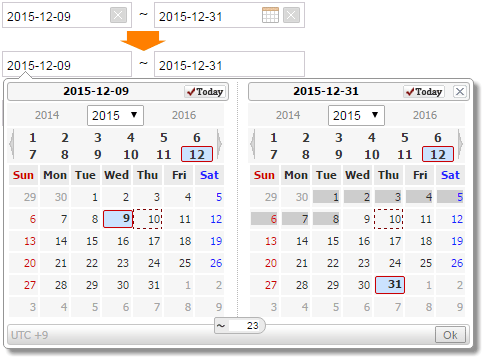 2015-12-09 ~ 2015-12-31
2015-12-09 ~ 2015-12-31
2015-12-09 Today 2015-12-31 Today
2014 2015 2016 2014 2015 2016
1 2 3 4 5 6 1 2 3 4 5 6
7 8 9 10 11 12 7 8 9 10 11 12
Sun Mon Tue Wed Thu Fri Sat Sun Mon Tue Wed Thu Fri Sat
29 30 1 2 3 4 5 29 30 1 2 3 4 5
6 7 8 9 10 11 12 6 7 8 9 10 11 12
13 14 15 16 17 18 19 13 14 15 16 17 18 19
20 21 22 23 24 25 26 20 21 22 23 24 25 26
27 28 29 30 31 1 2 27 28 29 30 31 1 2
3 4 5 6 7 8 9 3 4 5 6 7 8 9
UTC +9 ~ 23 Ok